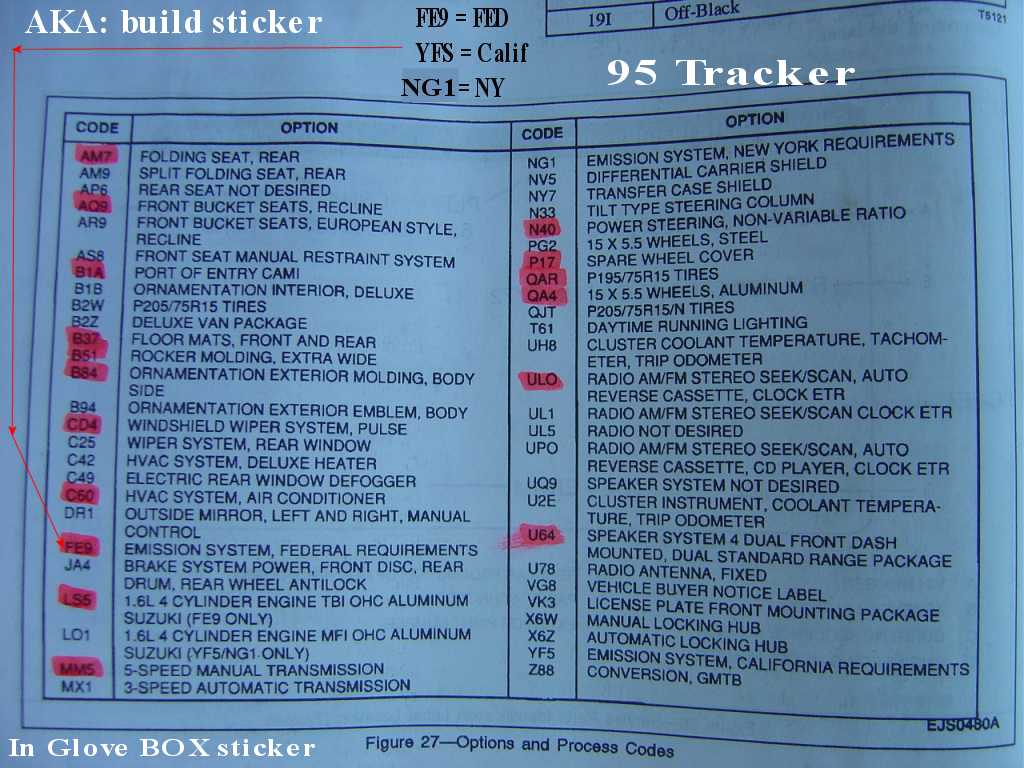 AKA: build sticker
FE9 = FED
YFS = Calif
NG1= NY
19I Off-Black
T5121
95 Tracker
CODE OPTION
AM7 FOLDING SEAT, REAR
AM9 SPLIT FOLDING SEAT, REAR
AP6 REAR SEAT NOT DESIRED
AQ9 FRONT BUCKET SEATS, RECLINE
AR9 FRONT BUCKET SEATS, EUROPEAN STYLE,
RECLINE
AS8 FRONT SEAT MANUAL RESTRAINT SYSTEM
B1A PORT OF ENTRY CAMI
B1B ORNAMENTATION INTERIOR, DELUXE
B2W P205/75R15 TIRES
B2Z DELUXE VAN PACKAGE
B37 FLOOR MATS, FRONT AND REAR
B51 ROCKER MOLDING, EXTRA WIDE
B84 ORNAMENTATION EXTERIOR MOLDING, BODY
SIDE
B94 ORNAMENTATION EXTERIOR EMBLEM, BODY
CD4 WINDSHIELD WIPER SYSTEM, PULSE
C25 WIPER SYSTEM, REAR WINDOW
C42 HVAC SYSTEM, DELUXE HEATER
C49 ELECTRIC REAR WINDOW DEFOGGER
C60 HVAC SYSTEM, AIR CONDITIONER
DR1 OUTSIDE MIRROR, LEFT AND RIGHT, MANUAL
CONTROL
FE9 EMISSION SYSTEM, FEDERAL REQUIREMENTS
JA4 BRAKE SYSTEM POWER, FRONT DISC, REAR
DRUM, REAR WHEEL ANTILOCK
LS5 1.6L 4 CYLINDER ENGINE TBI OHC ALUMINUM
SUZUKI (FE9 ONLY)
LO1 1.6L 4 CYLINDER ENGINE MFI OHC ALUMINUM
SUZUKI (YF5/NG1 ONLY)
MM5 5-SPEED MANUAL TRANSMISSION
MX1 3-SPEED AUTOMATIC TRANSMISSION
CODE OPTION
NG1 EMISSION SYSTEM, NEW YORK REQUIREMENTS
NV5 DIFFERENTIAL CARRIER SHIELD
NY7 TRANSFER CASE SHIELD
N33 TILT TYPE STEERING COLUMN
N40 POWER STEERING, NON-VARIABLE RATIO
PG2 15 X 5.5 WHEELS, STEEL
P17 SPARE WHEEL COVER
QAR P195/75R15 TIRES
QA4 15 X 5.5 WHEELS, ALUMINUM
QJT P205/75R15/N TIRES
T61 DAYTIME RUNNING LIGHTING
UH8 CLUSTER COOLANT TEMPERATURE, TACHOM-
ETER, TRIP ODOMETER
ULO RADIO AM/FM STEREO SEEK/SCAN, AUTO
REVERSE CASSETTE, CLOCK ETR
UL1 RADIO AM/FM STEREO SEEK/SCAN CLOCK ETR
UL5 RADIO NOT DESIRED
UPO RADIO AM/FM STEREO SEEK/SCAN, AUTO
REVERSE CASSETTE, CD PLAYER, CLOCK ETR
UQ9 SPEAKER SYSTEM NOT DESIRED
U2E CLUSTER INSTRUMENT, COOLANT TEMPERA-
TURE, TRIP ODOMETER
U64 SPEAKER SYSTEM 4 DUAL FRONT DASH
MOUNTED, DUAL STANDARD RANGE PACKAGE
U78 RADIO ANTENNA, FIXED
VG8 VEHICLE BUYER NOTICE LABEL
VK3 LICENSE PLATE FRONT MOUNTING PACKAGE
X6W MANUAL LOCKING HUB
X6Z AUTOMATIC LOCKING HUB
YF5 EMISSION SYSTEM, CALIFORNIA REQUIREMENTS
Z88 CONVERSION, GMTB
EJS0480A
In Glove BOX sticker
Figure 27—Options and Process Codes